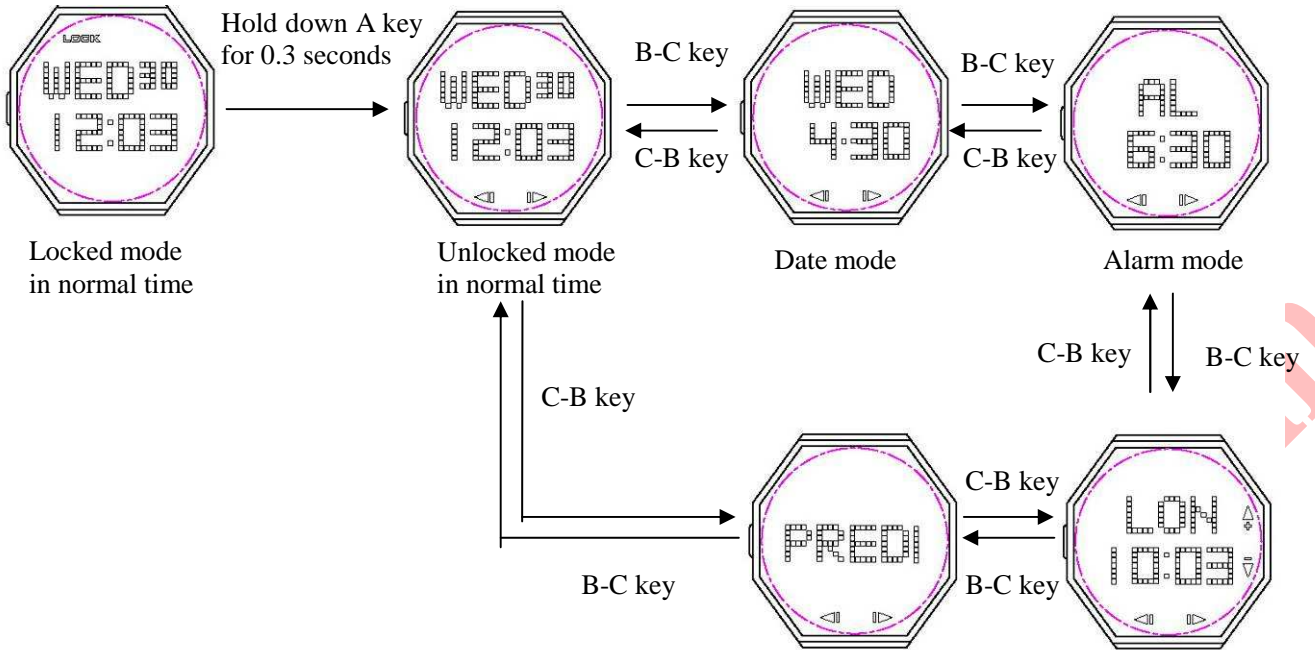 Hold down A key
for 0.3 seconds
LOCK
WED30
12:03
WED30
12:03
B-C key
C-B key
WED
4.30
B-C key
C-B key
AL
6:30
Locked mode
in normal time
Unlocked mode
in normal time
Date mode
Alarm mode
C-B key
B-C key
C-B key
PREDI
C-B key
B-C key
LON
10:03
B-C key